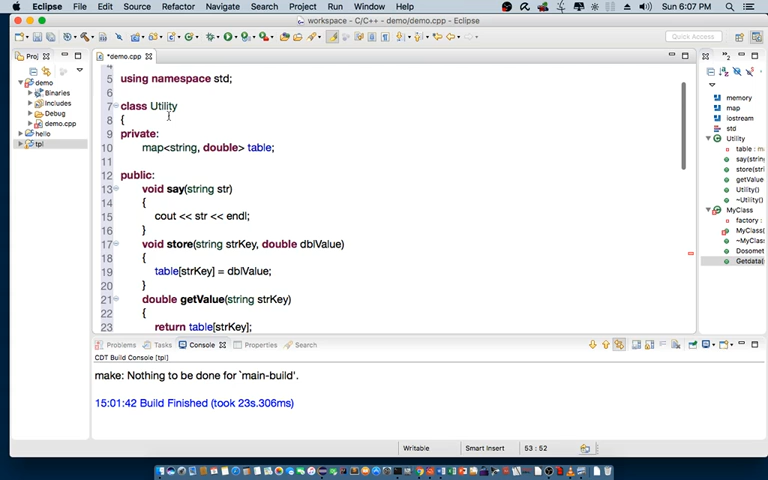 Eclipse File Edit Source Refactor Navigate Search Project Run Window Help Sun 6:07 PM
workspace - C/C++ - demo/demo.cpp - Eclipse
Quick Access
Proj
*demo.cpp
»2
demo
Binaries
Includes
Debug
demo.cpp
hello
tpl
5 using namespace std;
6
7 class Utility
8 {
9 private:
10 map<string, double> table;
11
12 public:
13 void say(string str)
14 {
15 cout << str << endl;
16 }
17 void store(string strKey, double dblValue)
18 {
19 table[strKey] = dblValue;
20 }
21 double getValue(string strKey)
22 {
23 return table[strKey];
memory
map
iostream
std
Utility
table : m
say(stri
store(str
getValue
Utility()
~Utility()
MyClass
factory :
MyClass(
~MyClass
Dosomet
Getdata(
Problems Tasks Console Properties Search
CDT Build Console [tpl]
make: Nothing to be done for `main-build'.
15:01:42 Build Finished (took 23s.306ms)
Writable Smart Insert 53 : 52